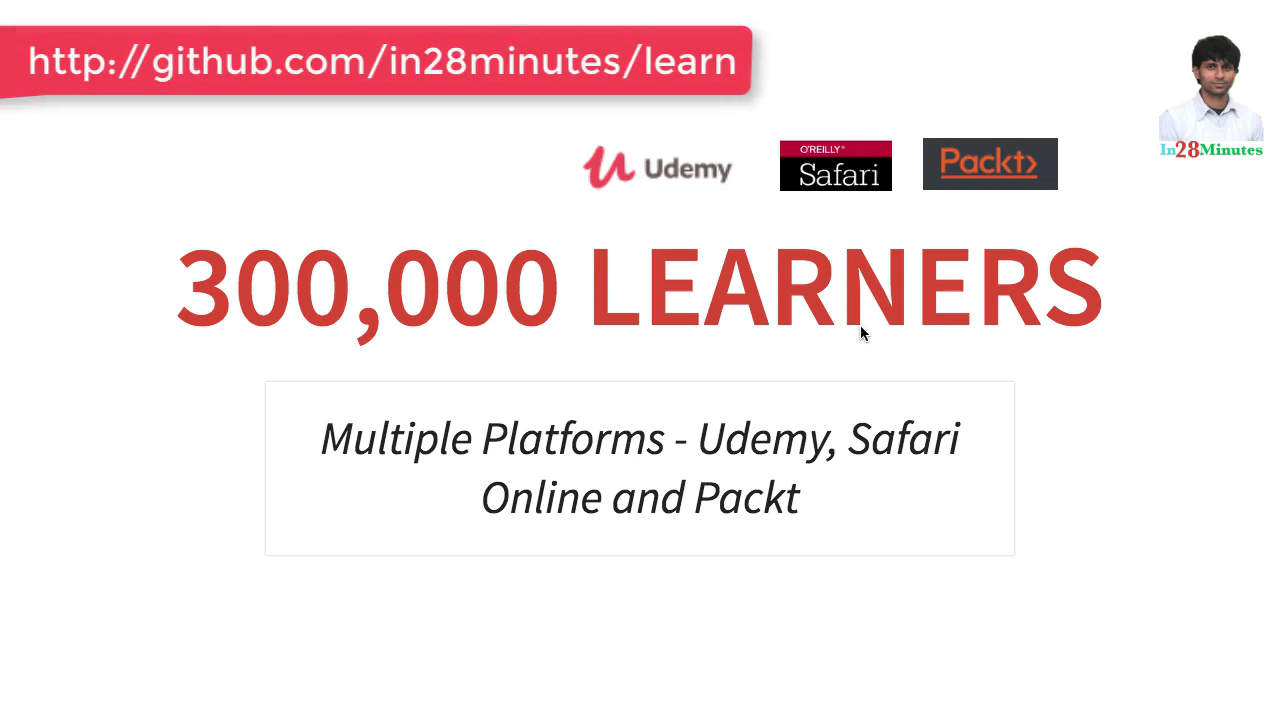 http://github.com/in28minutes/learn
In28Minutes
Udemy
O'REILLY®
Safari
Packt>
300,000 LEARNERS
Multiple Platforms - Udemy, Safari
Online and Packt